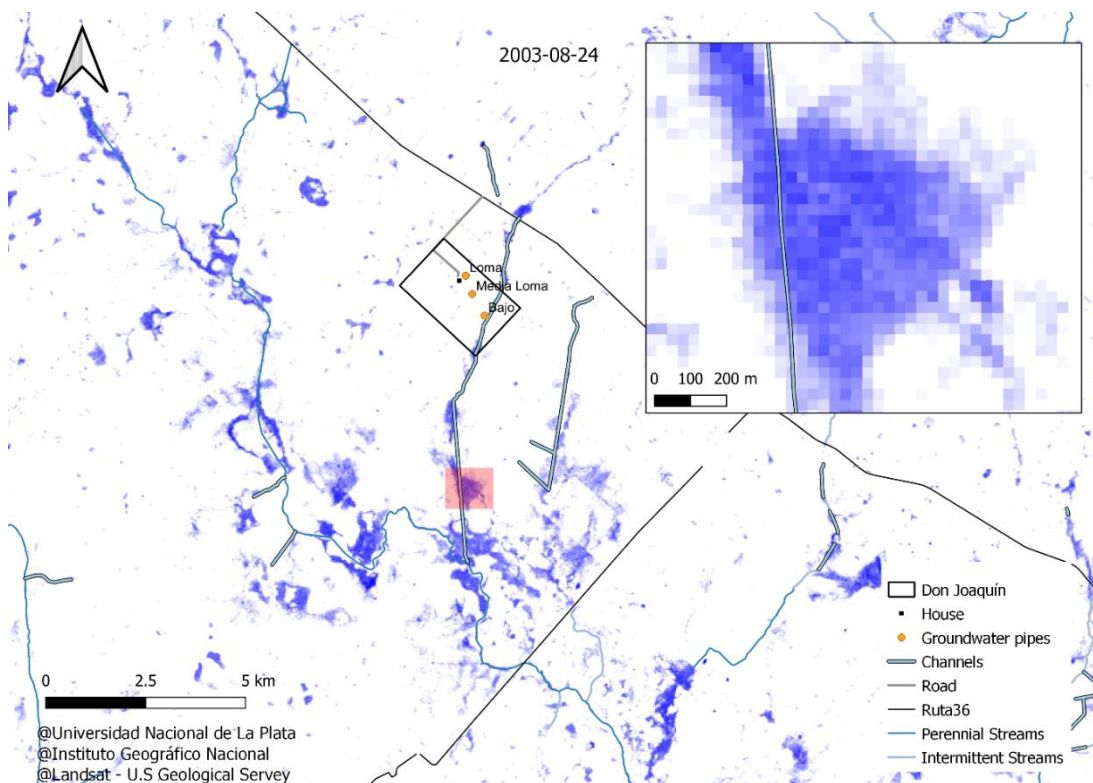 2003-08-24
0 100 200 m
Loma
Media Loma
Bajo
Don Joaquín
House
Groundwater pipes
Channels
Road
Ruta36
Perennial Streams
Intermittent Streams
0 2.5 5 km
@Universidad Nacional de La Plata
@Instituto Geográfico Nacional
@Landsat - U.S Geological Servey